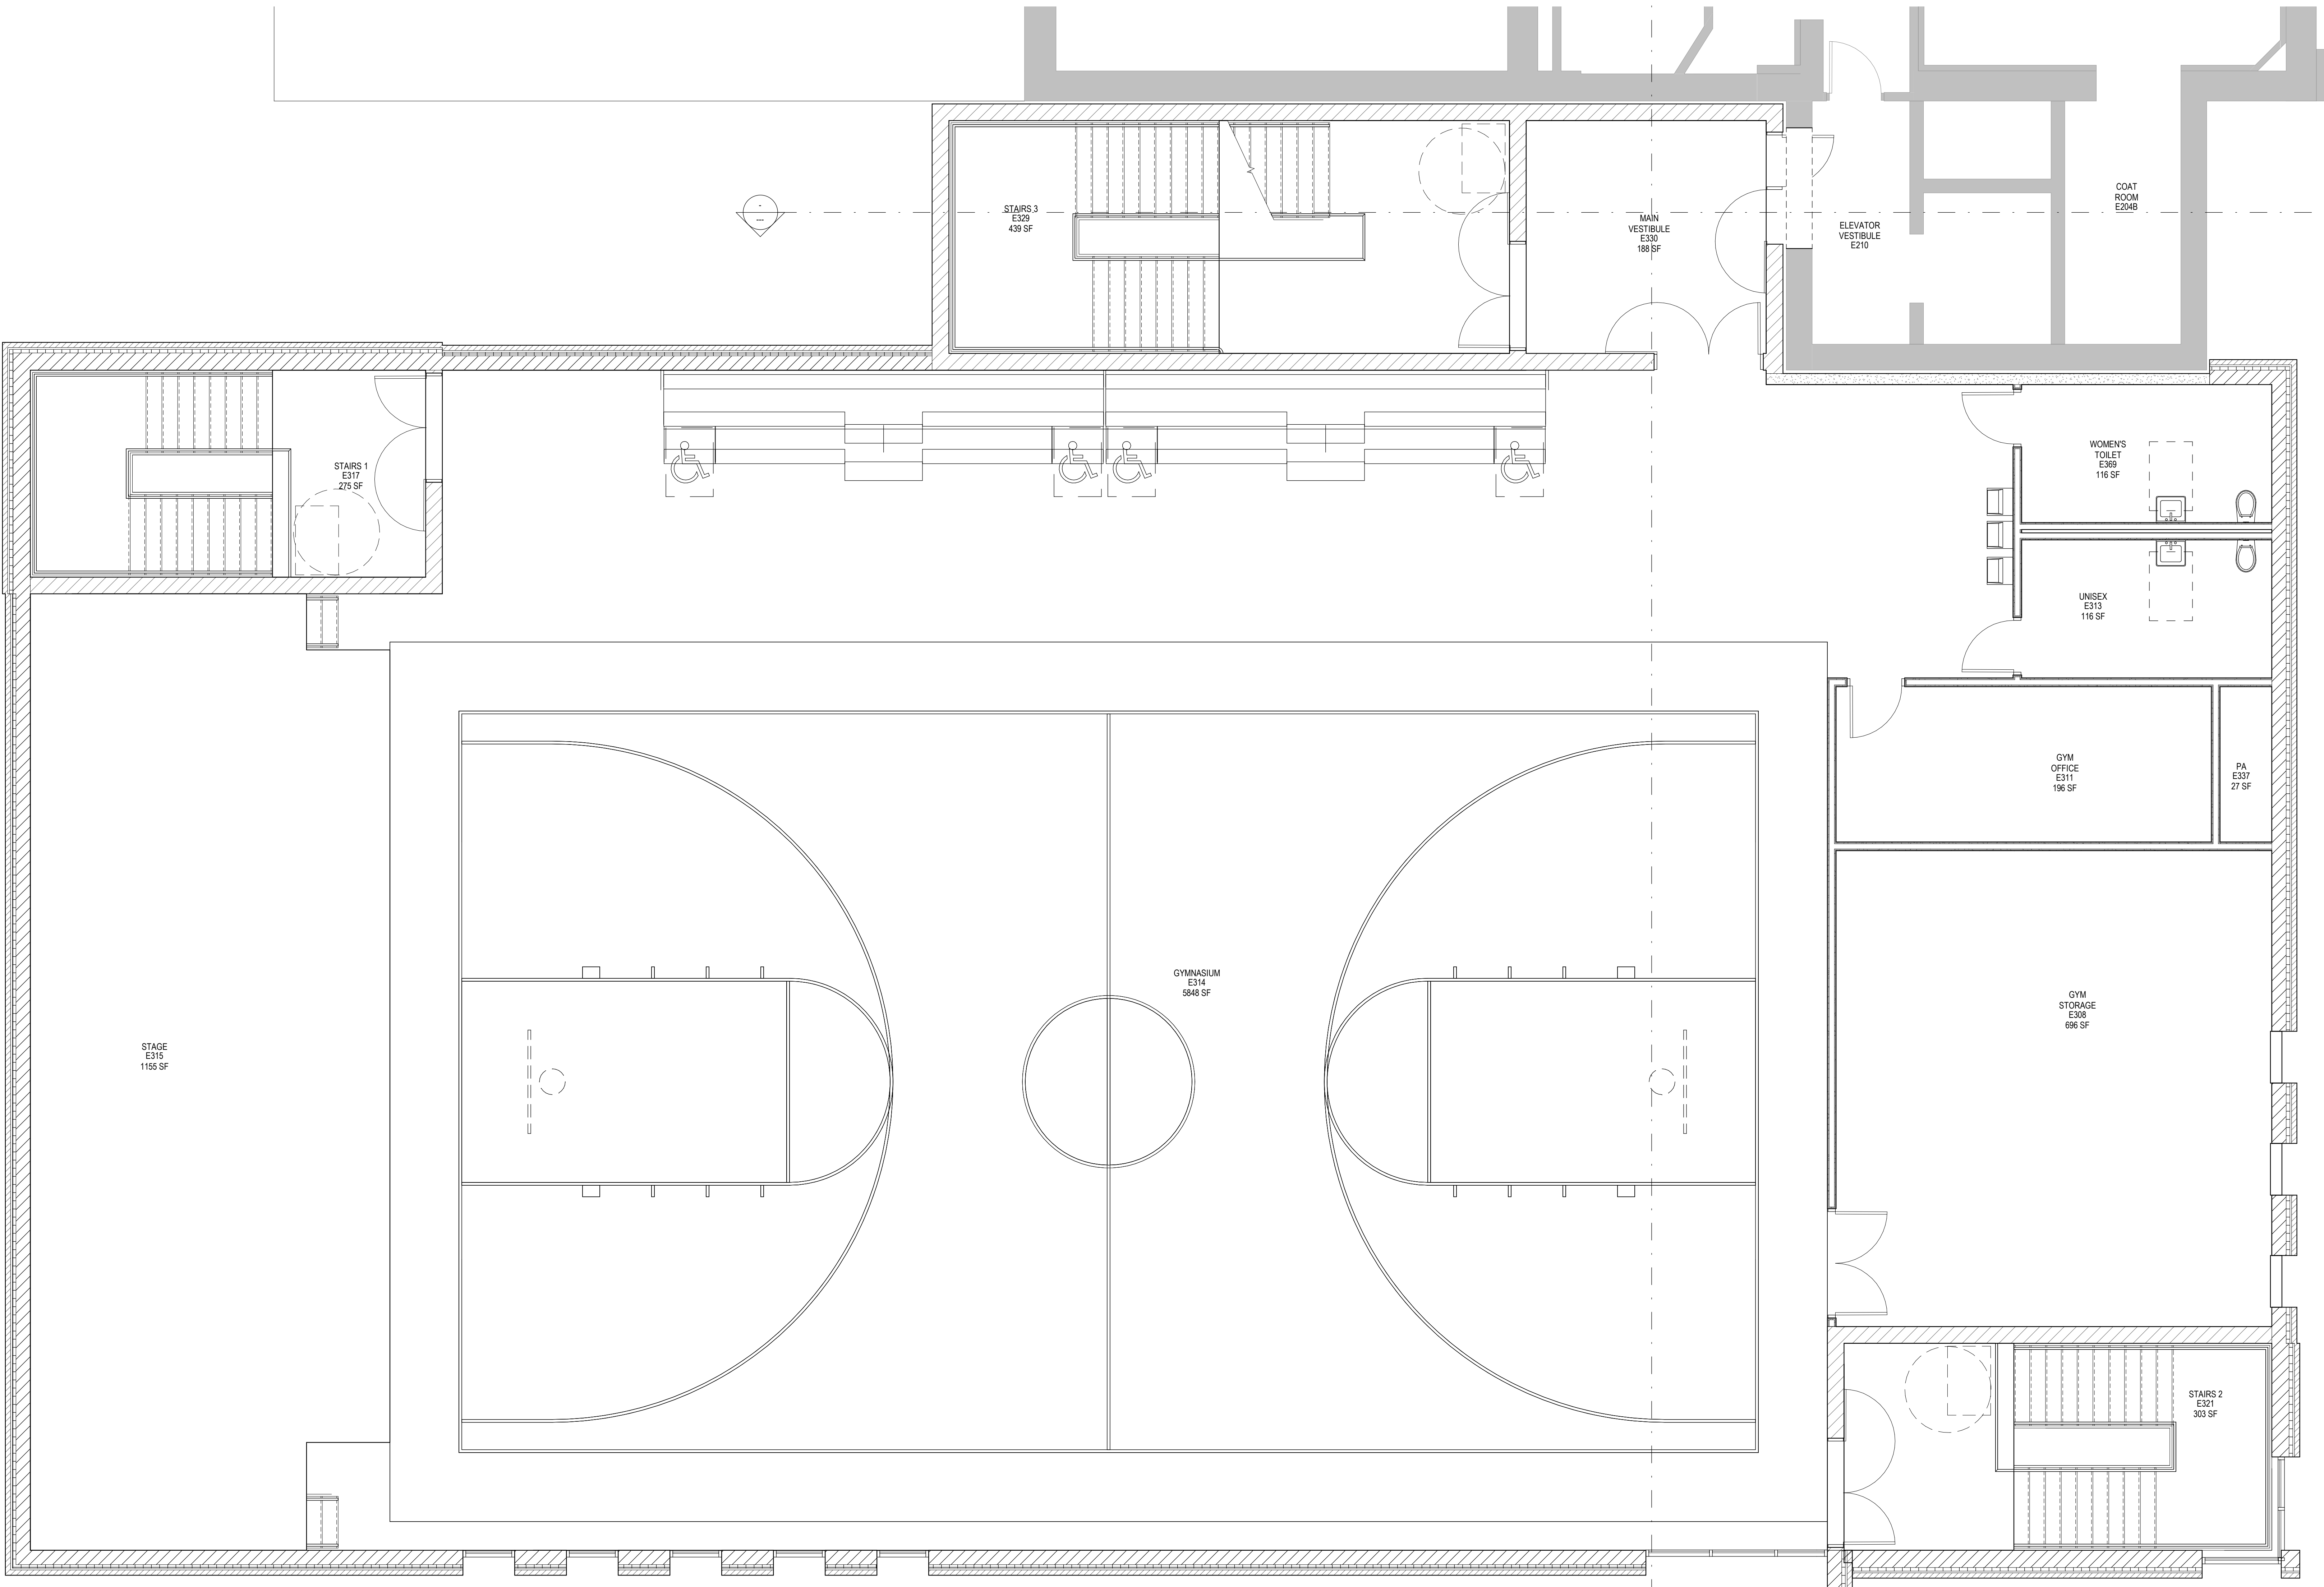 COAT
ROOM
E204B
STAIRS 3
E329
439 SF
MAIN
VESTIBULE
E330
188 SF
ELEVATOR
VESTIBULE
E210
STAIRS 1
E317
275 SF
WOMEN'S
TOILET
E369
116 SF
UNISEX
E313
116 SF
GYM
OFFICE
E311
196 SF
PA
E337
27 SF
GYMNASIUM
E314
5848 SF
GYM
STORAGE
E308
696 SF
STAGE
E315
1155 SF
STAIRS 2
E321
303 SF